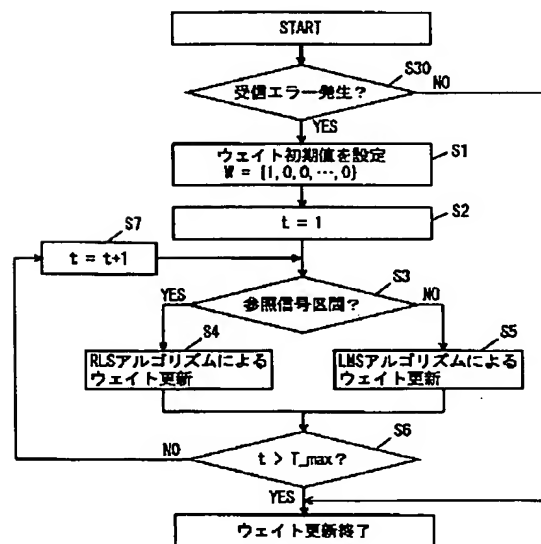 START
S30
受信エラー発生?
NO
YES
ウェイト初期値を設定
W = {1,0,0,…,0}
S1
t = 1
S2
S7
t = t+1
S3
参照信号区間?
YES
NO
S4
RLSアルゴリズムによる
ウェイト更新
S5
LMSアルゴリズムによる
ウェイト更新
S6
t > T_max?
NO
YES
ウェイト更新終了